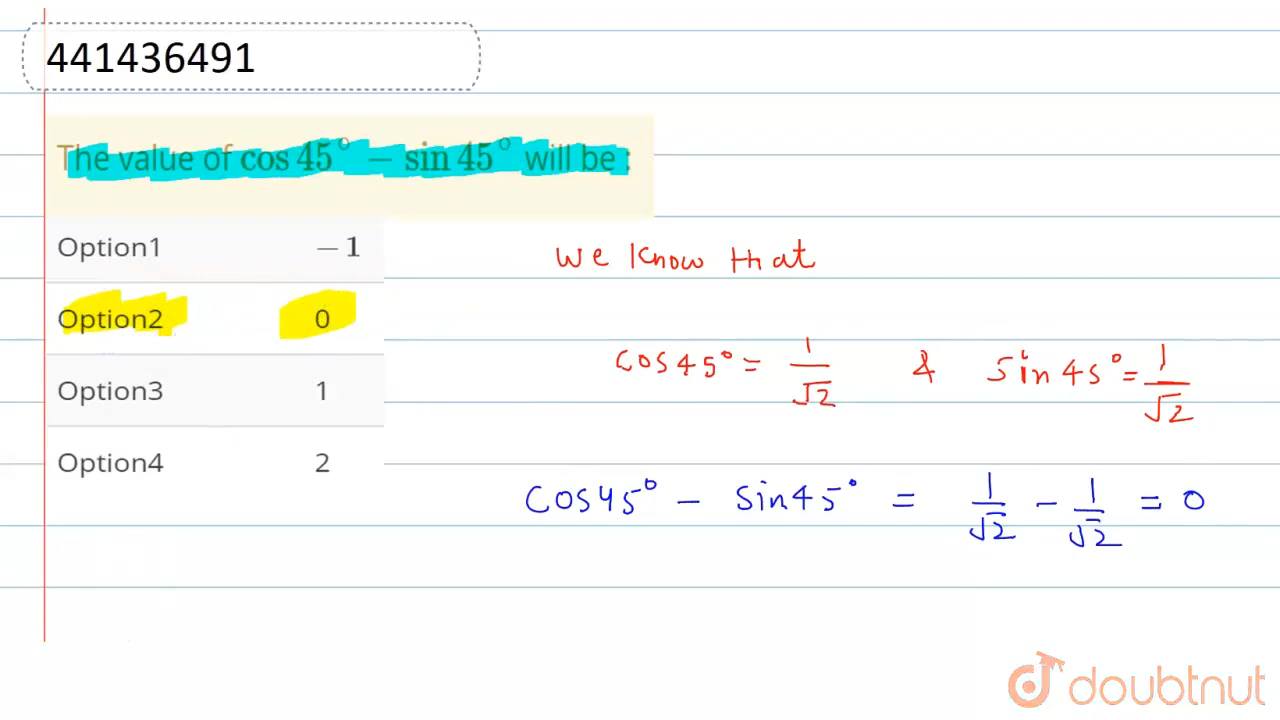 441436491
The value of cos 45° − sin 45° will be :
Option1 −1
Option2 0
Option3 1
Option4 2
We know that
cos45° = 1/√2 & sin45° = 1/√2
cos45° − sin45° = 1/√2 − 1/√2 = 0
doubtnut